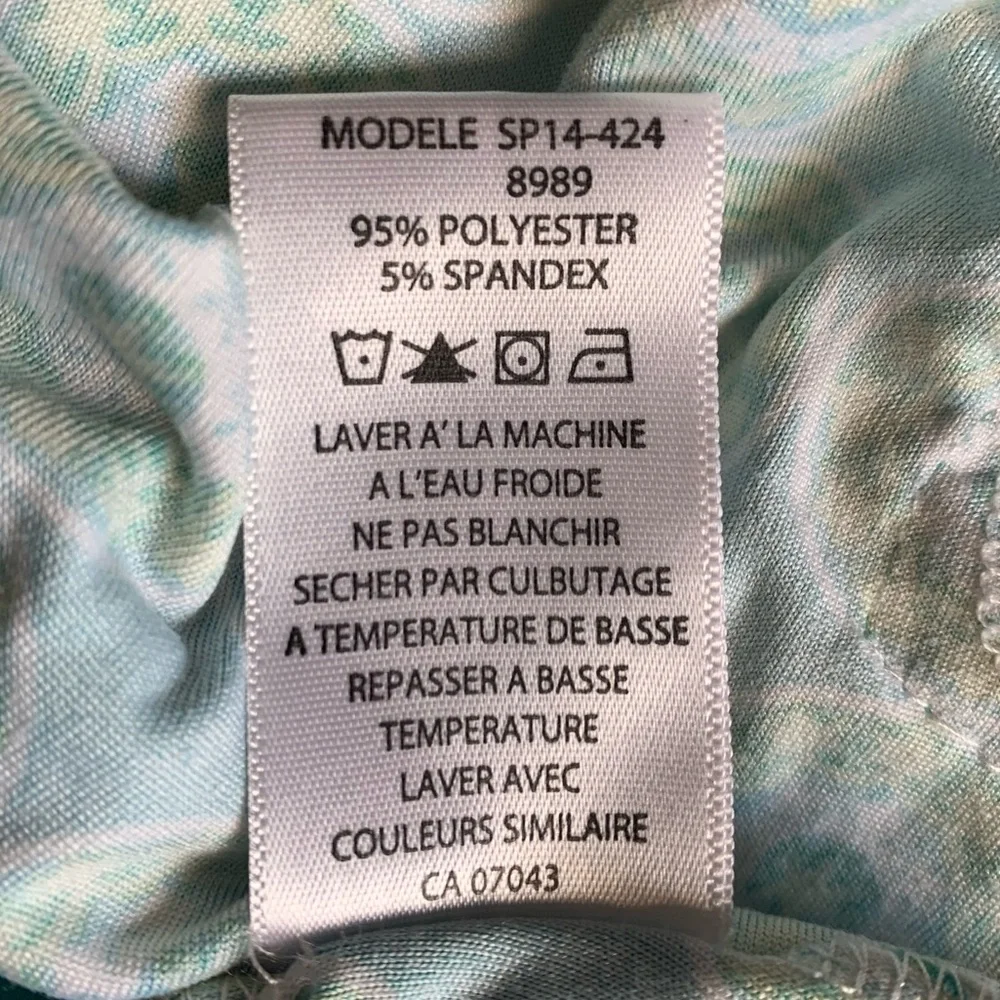 MODELE SP14-424
8989
95% POLYESTER
5% SPANDEX
LAVER A' LA MACHINE
A L'EAU FROIDE
NE PAS BLANCHIR
SECHER PAR CULBUTAGE
A TEMPERATURE DE BASSE
REPASSER A BASSE
TEMPERATURE
LAVER AVEC
COULEURS SIMILAIRE
CA 07043